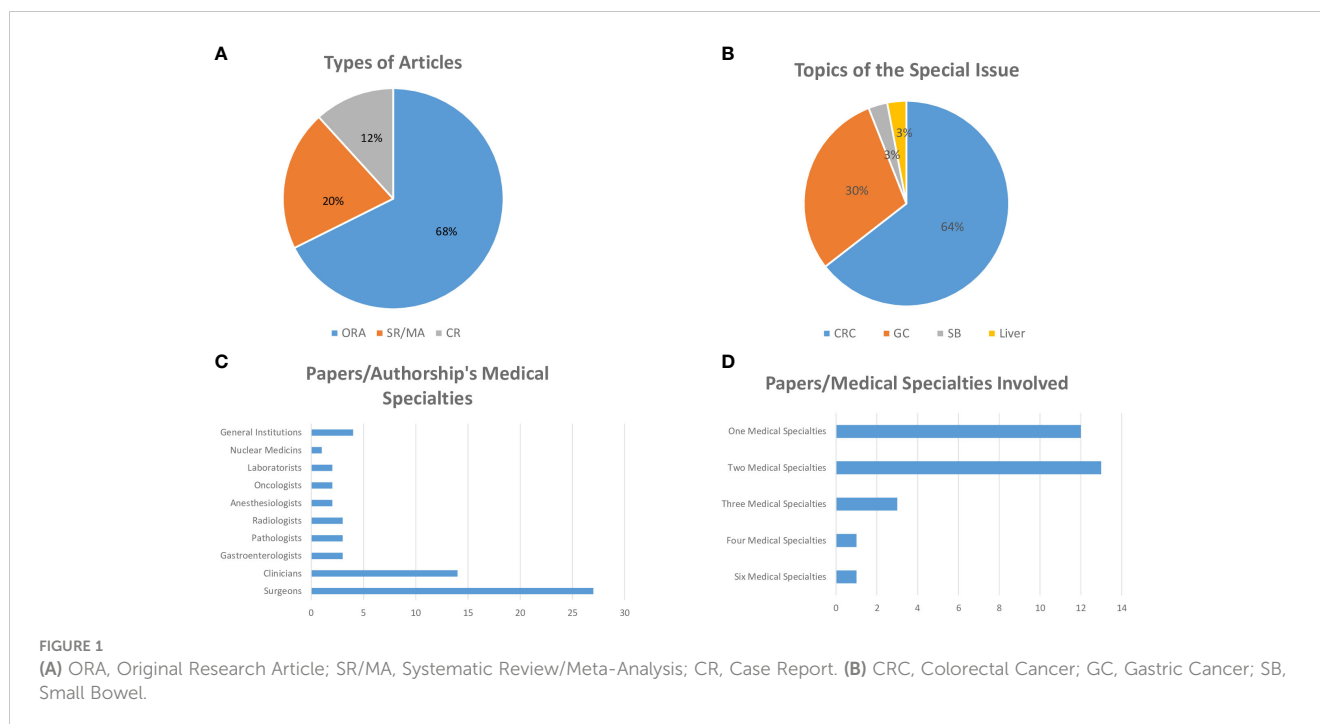 A
Types of Articles
12%
20%
68%
ORA SR/MA CR
B
Topics of the Special Issue
3%
3%
30%
64%
CRC GC SB Liver
C
Papers/Authorship's Medical
Specialties
General Institutions
Nuclear Medicins
Laboratorists
Oncologists
Anesthesiologists
Radiologists
Pathologists
Gastroenterologists
Clinicians
Surgeons
0 5 10 15 20 25 30
D
Papers/Medical Specialties Involved
One Medical Specialties
Two Medical Specialties
Three Medical Specialties
Four Medical Specialties
Six Medical Specialties
0 2 4 6 8 10 12 14
FIGURE 1
(A) ORA, Original Research Article; SR/MA, Systematic Review/Meta-Analysis; CR, Case Report. (B) CRC, Colorectal Cancer; GC, Gastric Cancer; SB,
Small Bowel.